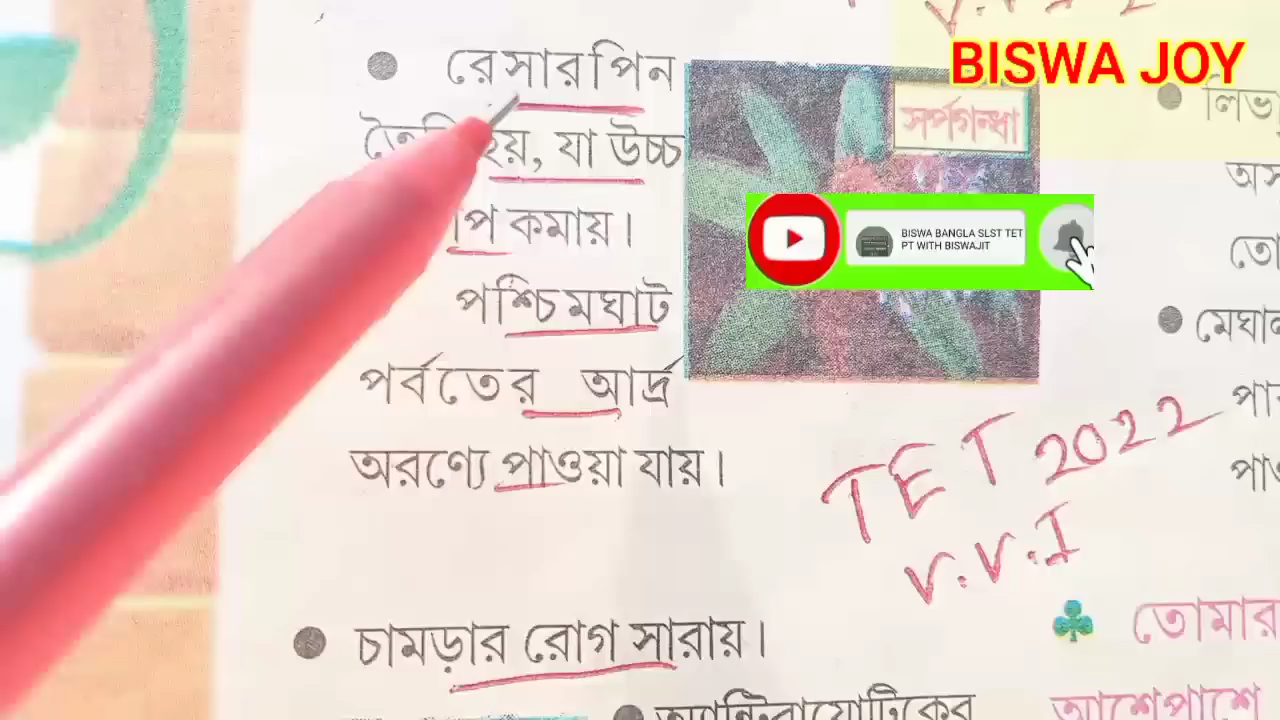 BISWA JOY
রেসারপিন
হয়, যা উচ্চ
কমায়।
পশ্চিমঘাট
পর্বতের আর্দ্র
অরণ্যে পাওয়া যায়।
সর্পগন্ধা
BISWA BANGLA SLST TET
PT WITH BISWAJIT
TET 2022
V.V.I
চামড়ার রোগ সারায়।
অ্যান্টিবায়োটিকের
তোমার
আশেপাশে